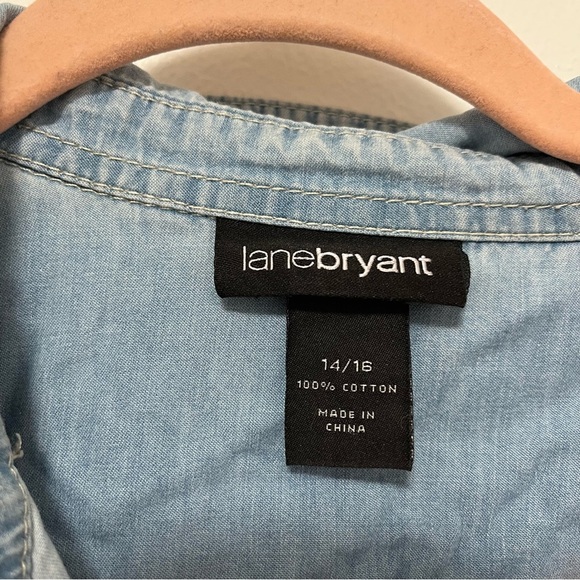 lanebryant
14/16
100% COTTON
MADE IN
CHINA